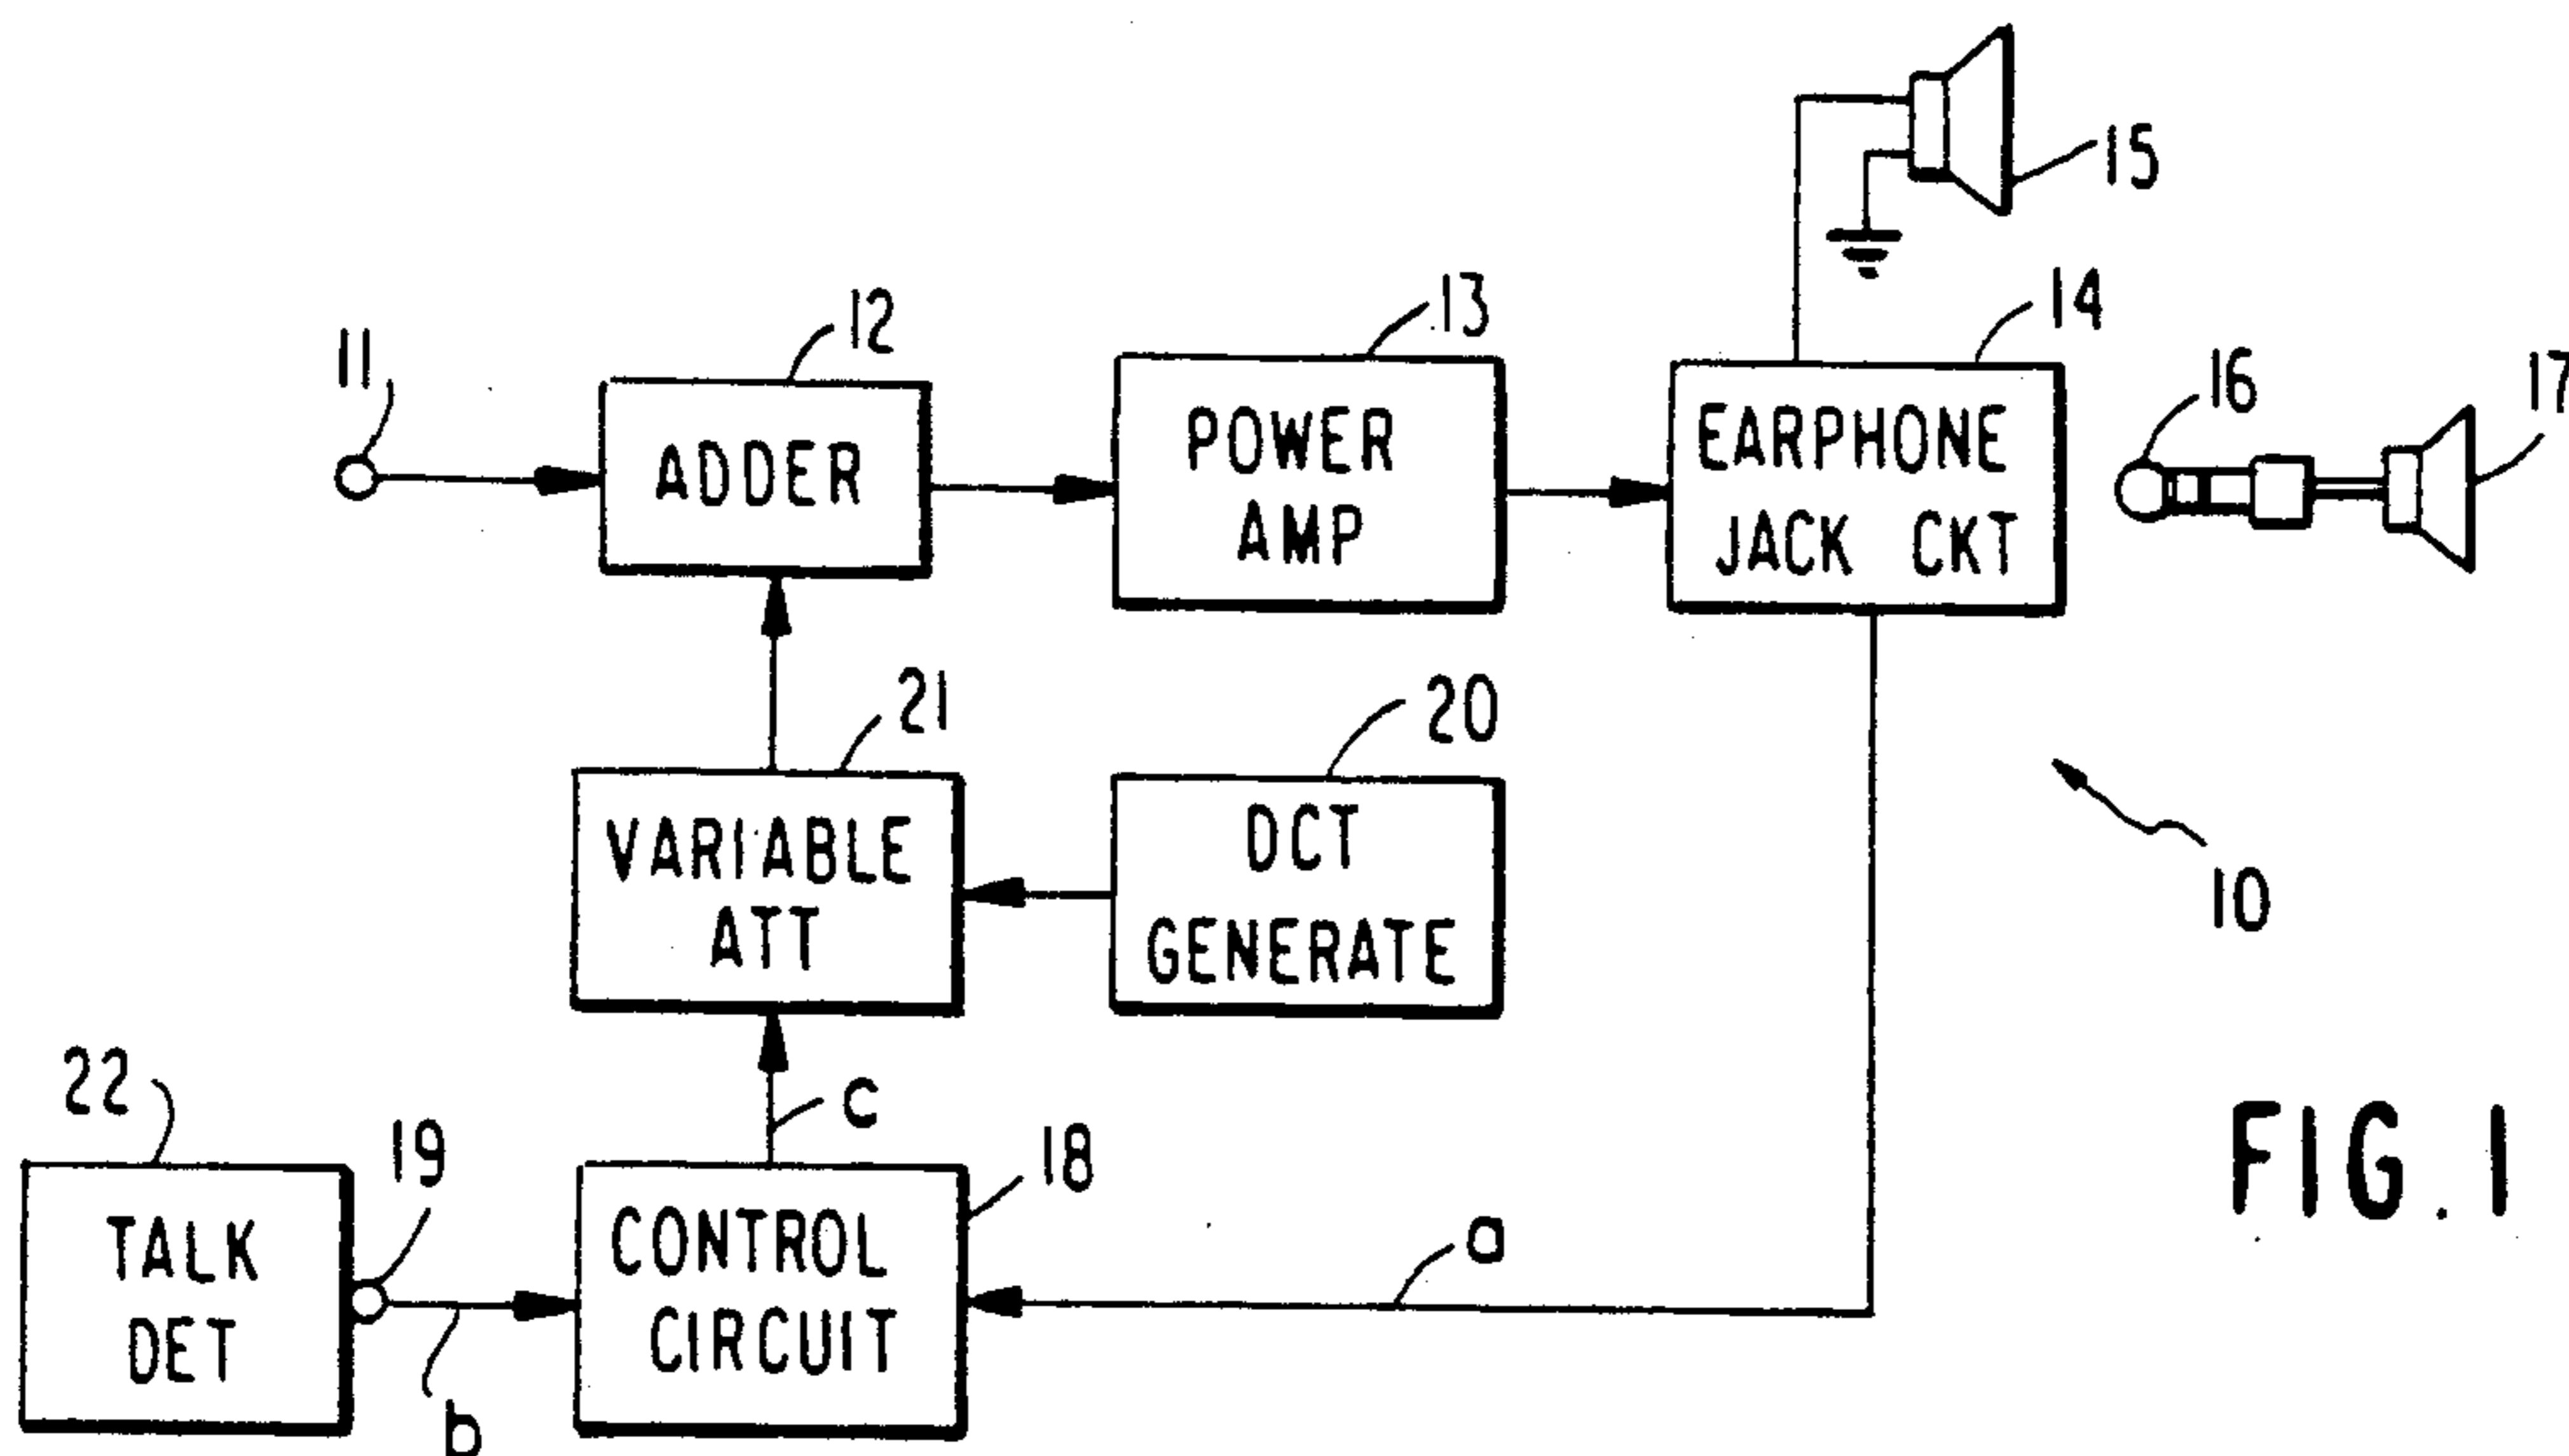 15
11
12
13
14
16
17
ADDER
POWER
AMP
EARPHONE
JACK CKT
21
20
VARIABLE
ATT
DCT
GENERATE
10
22
19
c
18
TALK
DET
CONTROL
CIRCUIT
a
b
FIG. 1